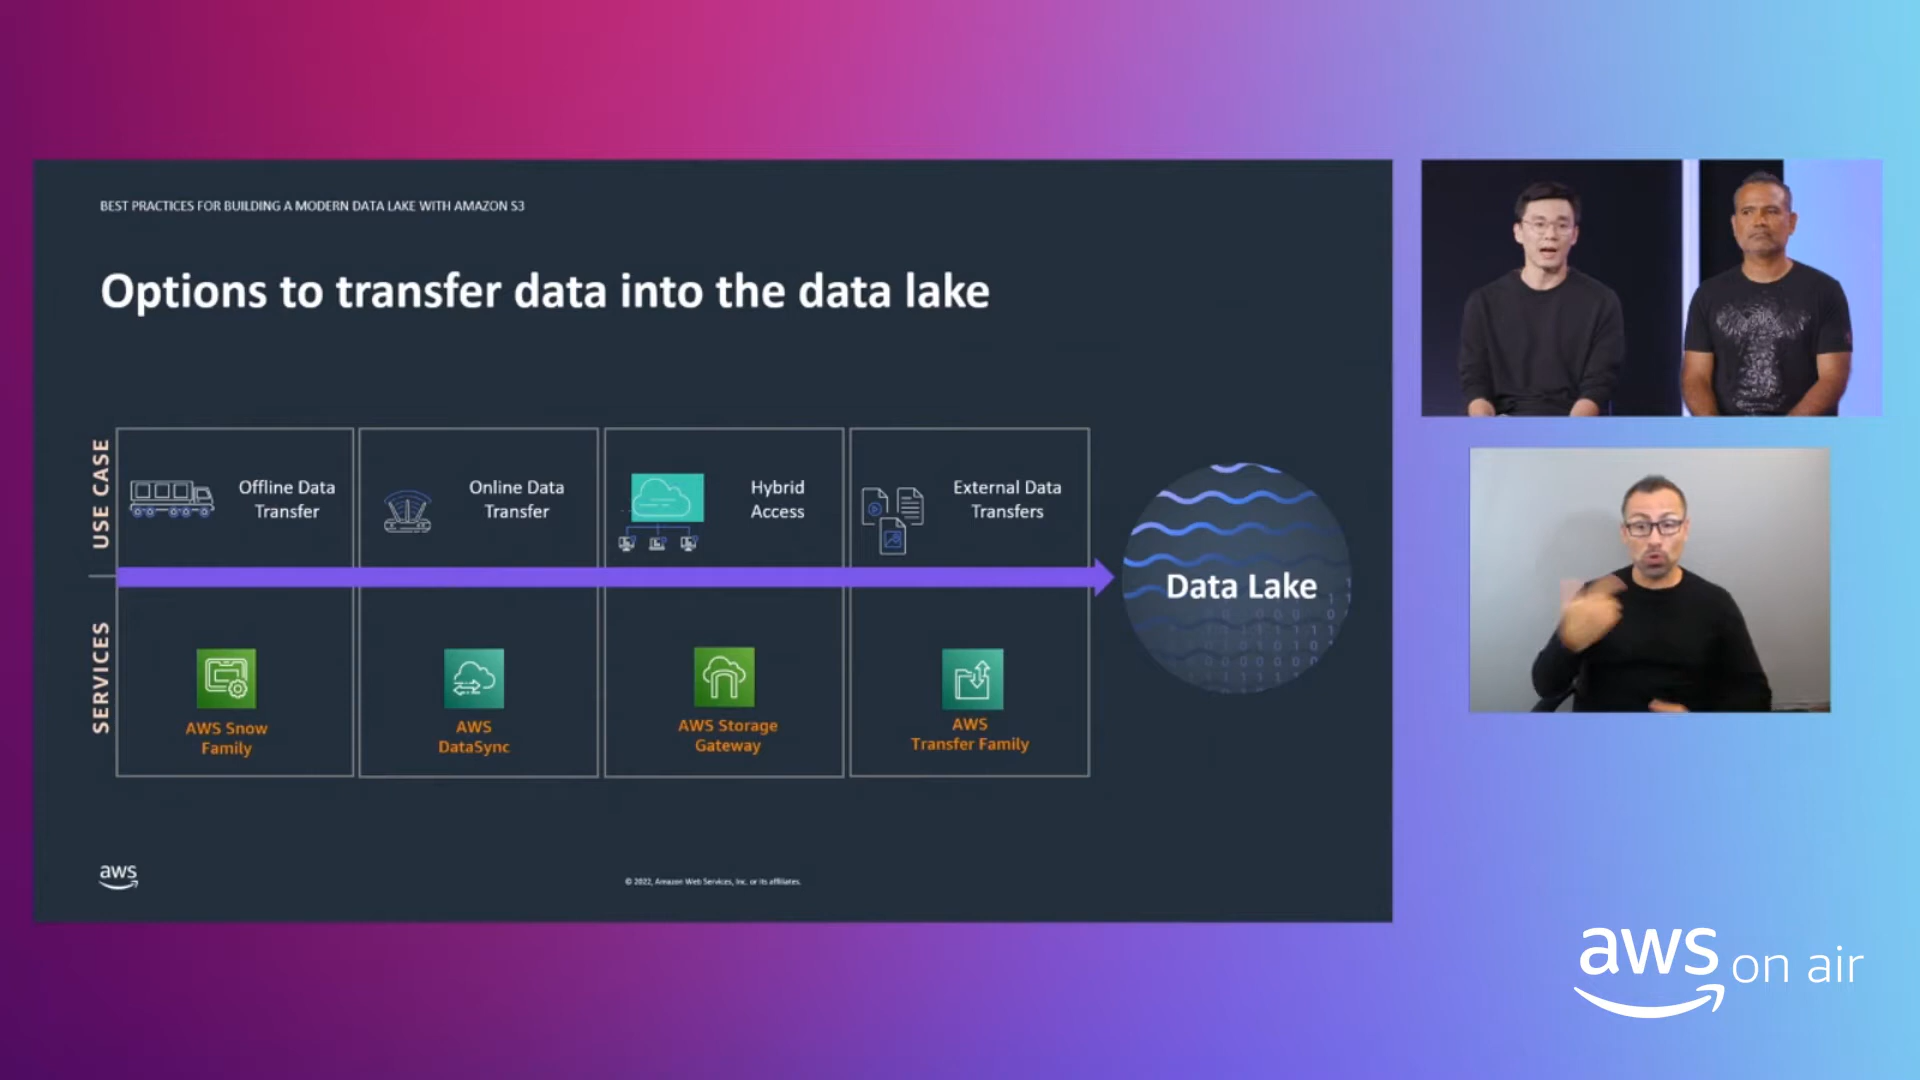 BEST PRACTICES FOR BUILDING A MODERN DATA LAKE WITH AMAZON S3
Options to transfer data into the data lake
USE CASE
Offline Data
Transfer
Online Data
Transfer
Hybrid
Access
External Data
Transfers
Data Lake
SERVICES
AWS Snow
Family
AWS
DataSync
AWS Storage
Gateway
AWS
Transfer Family
aws
© 2022, Amazon Web Services, Inc. or its affiliates.
aws on air